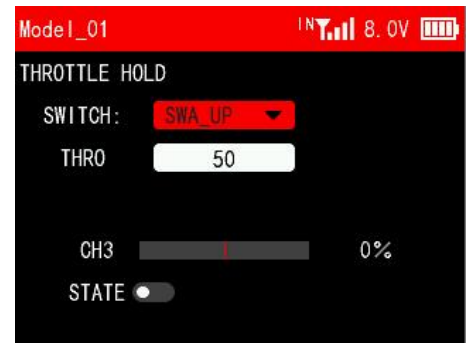 Model_01 IN 8.0V
THROTTLE HOLD
SWITCH: SWA_UP
THRO 50
CH3 0%
STATE